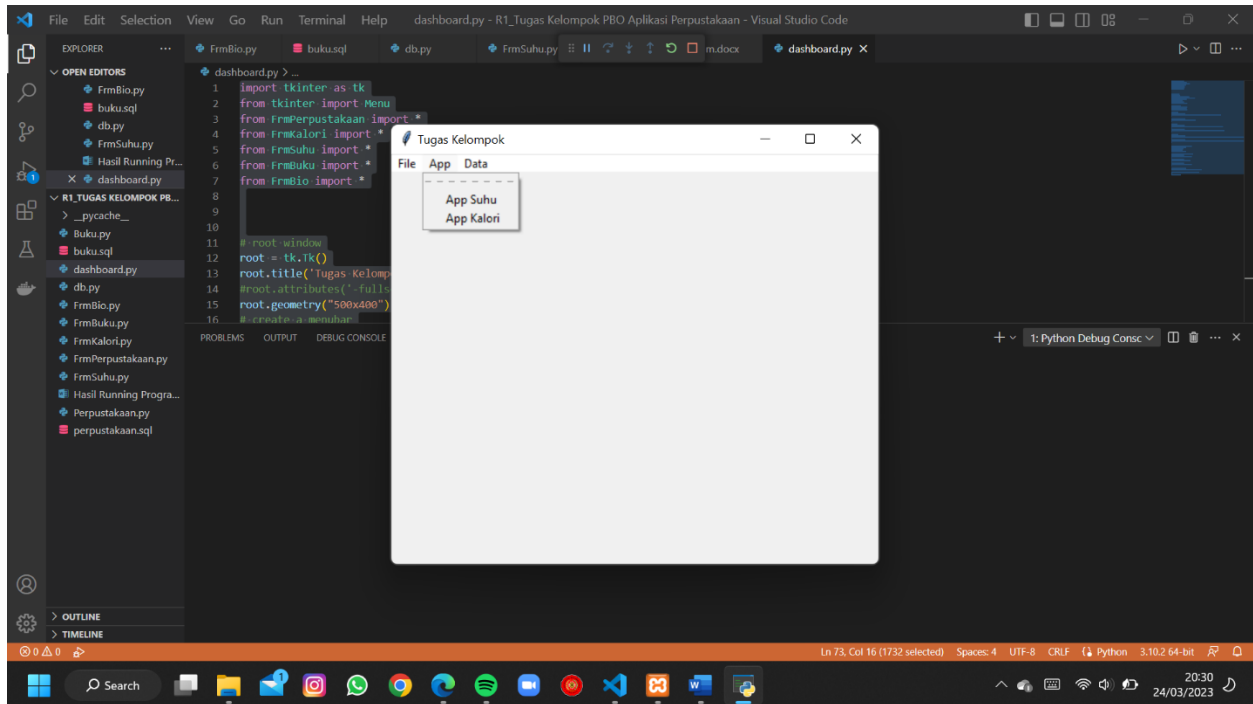 File Edit Selection View Go Run Terminal Help
dashboard.py - R1_Tugas Kelompok PBO Aplikasi Perpustakaan - Visual Studio Code
EXPLORER
FrmBio.py
buku.sql
db.py
FrmSuhu.py
m.docx
dashboard.py
OPEN EDITORS
FrmBio.py
buku.sql
db.py
FrmSuhu.py
Hasil Running Pr...
dashboard.py
R1_TUGAS KELOMPOK PB...
__pycache__
Buku.py
buku.sql
dashboard.py
db.py
FrmBio.py
FrmBuku.py
FrmKalori.py
FrmPerpustakaan.py
FrmSuhu.py
Hasil Running Progra...
Perpustakaan.py
perpustakaan.sql
OUTLINE
TIMELINE
dashboard.py > ...
1 import tkinter as tk
2 from tkinter import Menu
3 from FrmPerpustakaan import *
4 from FrmKalori import *
5 from FrmSuhu import *
6 from FrmBuku import *
7 from FrmBio import *
8
9
10
11 # root window
12 root = tk.Tk()
13 root.title('Tugas Kelomp
14 #root.attributes('-fulls
15 root.geometry("500x400")
16 # create a menubar
Tugas Kelompok
File App Data
App Suhu
App Kalori
PROBLEMS OUTPUT DEBUG CONSOLE
1: Python Debug Consc
0 0
Ln 73, Col 16 (1732 selected) Spaces: 4 UTF-8 CRLF Python 3.10.2 64-bit
1
Search
1
20:30
24/03/2023